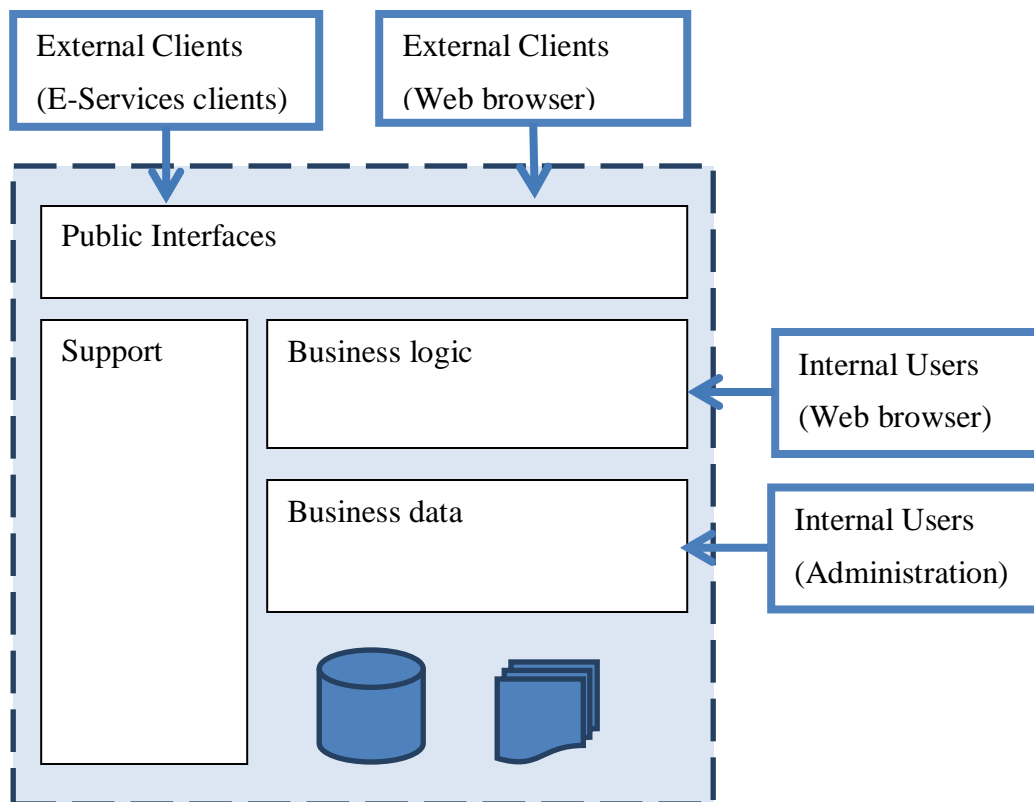 External Clients
(E-Services clients)
External Clients
(Web browser)
Public Interfaces
Support
Business logic
Internal Users
(Web browser)
Business data
Internal Users
(Administration)